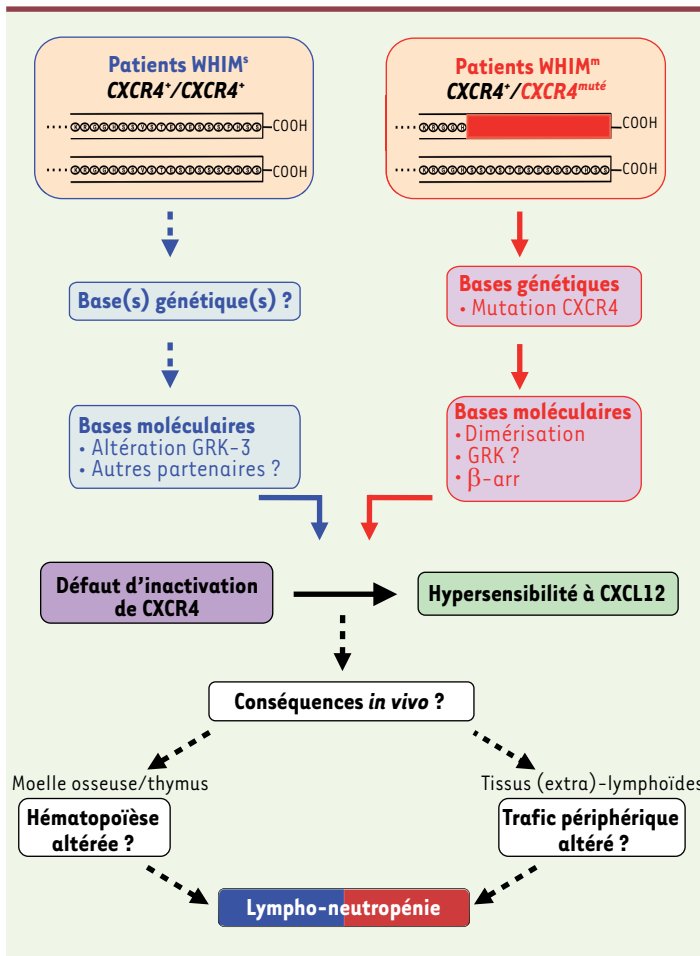 Patients WHIMˢ
CXCR4⁺/CXCR4⁺
COOH
COOH
Patients WHIMᵐ
CXCR4⁺/CXCR4ᵐᵘᵗé
COOH
COOH
Base(s) génétique(s) ?
Bases génétiques
• Mutation CXCR4
Bases moléculaires
• Altération GRK-3
• Autres partenaires ?
Bases moléculaires
• Dimérisation
• GRK ?
• β-arr
Défaut d'inactivation
de CXCR4
Hypersensibilité à CXCL12
Conséquences in vivo ?
Moelle osseuse/thymus
Hématopoïèse
altérée ?
Tissus (extra)-lymphoïdes
Trafic périphérique
altéré ?
Lympho-neutropénie